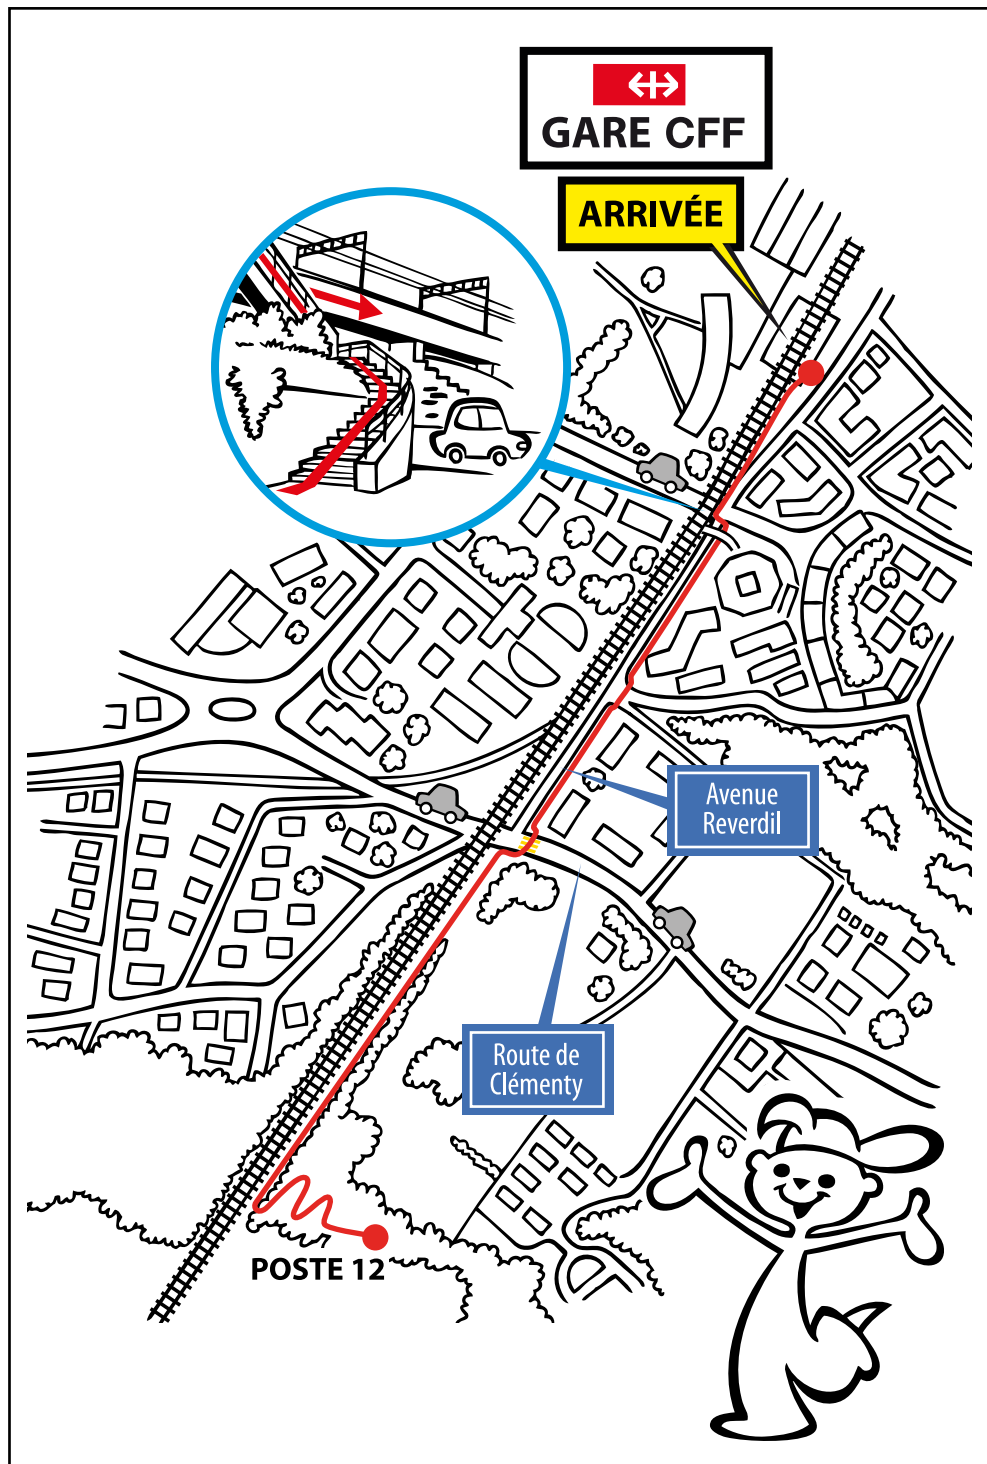 GARE CFF
ARRIVÉE
Avenue
Reverdil
Route de
Clémenty
POSTE 12